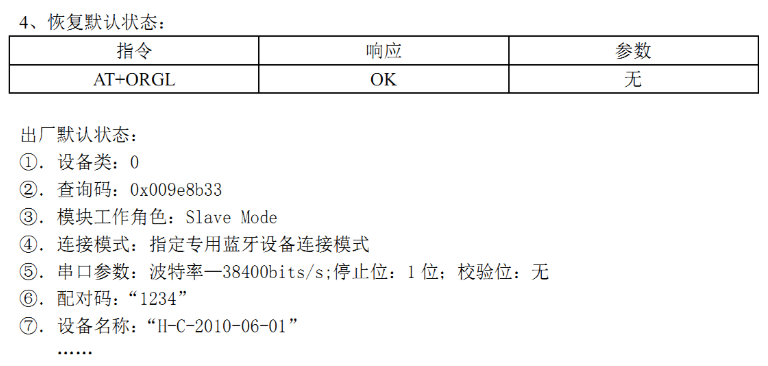 4、恢复默认状态：
指令 响应 参数
AT+ORGL OK 无
出厂默认状态：
①．设备类：0
②．查询码：0x009e8b33
③．模块工作角色：Slave Mode
④．连接模式：指定专用蓝牙设备连接模式
⑤．串口参数：波特率—38400bits/s;停止位：1 位；校验位：无
⑥．配对码：“1234”
⑦．设备名称：“H-C-2010-06-01”
……